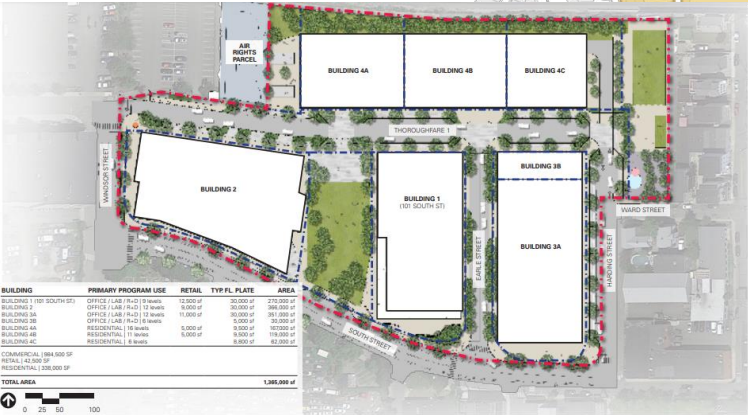 AIR
RIGHTS
PARCEL
BUILDING 4A
BUILDING 4B
BUILDING 4C
THOROUGHFARE 1
WINDSOR STREET
BUILDING 2
BUILDING 1
(101 SOUTH ST)
BUILDING 3B
BUILDING 3A
EARLE STREET
HARDING STREET
WARD STREET
SOUTH STREET
BUILDING PRIMARY PROGRAM USE RETAIL TYP. FL. PLATE AREA
BUILDING 1 (101 SOUTH ST.) OFFICE / LAB / R+D | 9 levels 12,500 sf 30,000 sf 270,000 sf
BUILDING 2 OFFICE / LAB / R+D | 12 levels 9,000 sf 30,000 sf 366,000 sf
BUILDING 3A OFFICE / LAB / R+D | 12 levels 11,000 sf 30,000 sf 351,000 sf
BUILDING 2B OFFICE / LAB / R+D | 6 levels 5,000 sf 30,000 sf
BUILDING 4A RESIDENTIAL | 16 levels 5,000 sf 9,500 sf 167,000 sf
BUILDING 4B RESIDENTIAL | 11 levels 5,000 sf 9,500 sf 119,000 sf
BUILDING 4C RESIDENTIAL | 6 levels 8,800 sf 62,000 sf
COMMERCIAL | 984,500 SF
RETAIL | 42,500 SF
RESIDENTIAL | 338,000 SF
TOTAL AREA 1,365,000 sf
0 25 50 100